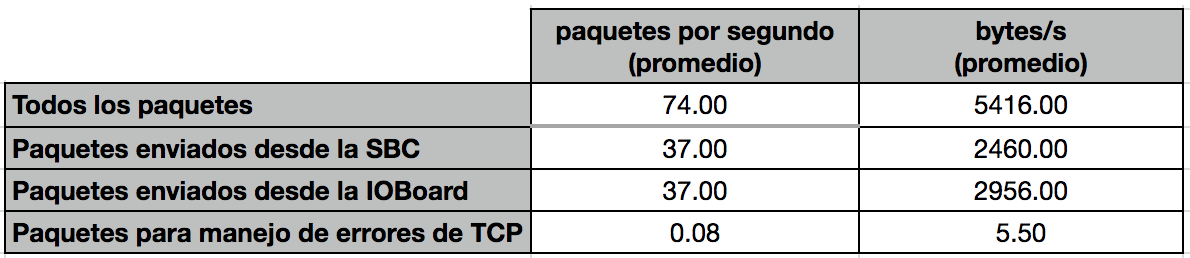 paquetes por segundo (promedio) bytes/s (promedio)
Todos los paquetes 74.00 5416.00
Paquetes enviados desde la SBC 37.00 2460.00
Paquetes enviados desde la IOBoard 37.00 2956.00
Paquetes para manejo de errores de TCP 0.08 5.50